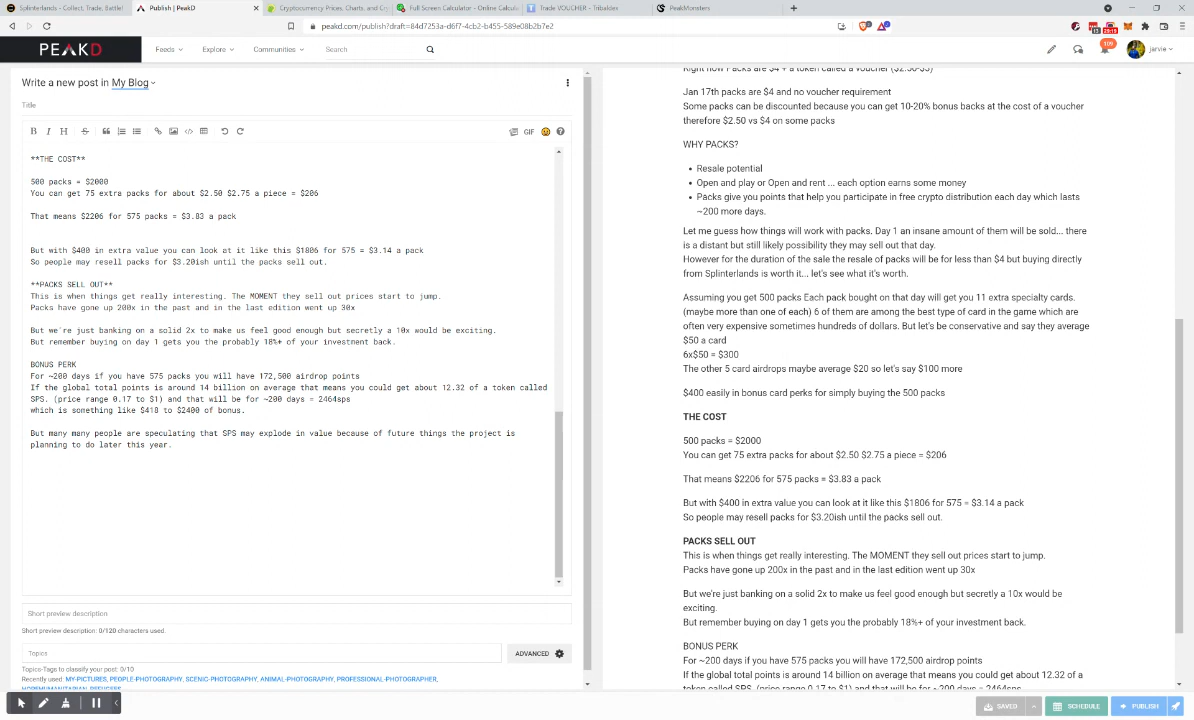 Splinterlands - Collect, Trade, Battle!
Publish | PeakD
Cryptocurrency Prices, Charts, and Cry
Full Screen Calculator - Online Calcula
Trade VOUCHER - Tribaldex
PeakMonsters
peakd.com/publish?draft=84d7253a-d6f7-4cb2-b455-589e08b2b7e2
PEAKD
Feeds
Explore
Communities
Search
109
jarvie
Write a new post in My Blog
Title
B I H S
GIF
**THE COST**
500 packs = $2000
You can get 75 extra packs for about $2.50 $2.75 a piece = $206
That means $2206 for 575 packs = $3.83 a pack
But with $400 in extra value you can look at it like this $1806 for 575 = $3.14 a pack
So people may resell packs for $3.20ish until the packs sell out.
**PACKS SELL OUT**
This is when things get really interesting. The MOMENT they sell out prices start to jump.
Packs have gone up 200x in the past and in the last edition went up 30x
But we're just banking on a solid 2x to make us feel good enough but secretly a 10x would be exciting.
But remember buying on day 1 gets you the probably 18%+ of your investment back.
BONUS PERK
For ~200 days if you have 575 packs you will have 172,500 airdrop points
If the global total points is around 14 billion on average that means you could get about 12.32 of a token called
SPS. (price range 0.17 to $1) and that will be for ~200 days = 2464sps
which is something like $418 to $2400 of bonus.
But many many people are speculating that SPS may explode in value because of future things the project is
planning to do later this year.
Short preview description
Short preview description: 0/120 characters used.
Topics
ADVANCED
Topics-Tags to classify your post: 0/10
Recently used: MY-PICTURES, PEOPLE-PHOTOGRAPHY, SCENIC-PHOTOGRAPHY, ANIMAL-PHOTOGRAPHY, PROFESSIONAL-PHOTOGRAPHER,
HOPEHUMANITARIAN, REFUGEES
Right now Packs are $4 + a token called a voucher ($2.50-$3)
Jan 17th packs are $4 and no voucher requirement
Some packs can be discounted because you can get 10-20% bonus backs at the cost of a voucher
therefore $2.50 vs $4 on some packs
WHY PACKS?
• Resale potential
• Open and play or Open and rent ... each option earns some money
• Packs give you points that help you participate in free crypto distribution each day which lasts
~200 more days.
Let me guess how things will work with packs. Day 1 an insane amount of them will be sold... there
is a distant but still likely possibility they may sell out that day.
However for the duration of the sale the resale of packs will be for less than $4 but buying directly
from Splinterlands is worth it... let's see what it's worth.
Assuming you get 500 packs Each pack bought on that day will get you 11 extra specialty cards.
(maybe more than one of each) 6 of them are among the best type of card in the game which are
often very expensive sometimes hundreds of dollars. But let's be conservative and say they average
$50 a card
6x$50 = $300
The other 5 card airdrops maybe average $20 so let's say $100 more
$400 easily in bonus card perks for simply buying the 500 packs
THE COST
500 packs = $2000
You can get 75 extra packs for about $2.50 $2.75 a piece = $206
That means $2206 for 575 packs = $3.83 a pack
But with $400 in extra value you can look at it like this $1806 for 575 = $3.14 a pack
So people may resell packs for $3.20ish until the packs sell out.
PACKS SELL OUT
This is when things get really interesting. The MOMENT they sell out prices start to jump.
Packs have gone up 200x in the past and in the last edition went up 30x
But we're just banking on a solid 2x to make us feel good enough but secretly a 10x would be
exciting.
But remember buying on day 1 gets you the probably 18%+ of your investment back.
BONUS PERK
For ~200 days if you have 575 packs you will have 172,500 airdrop points
If the global total points is around 14 billion on average that means you could get about 12.32 of a
token called SPS. (price range 0.17 to $1) and that will be for ~200 days = 2464sps
SAVED
SCHEDULE
PUBLISH